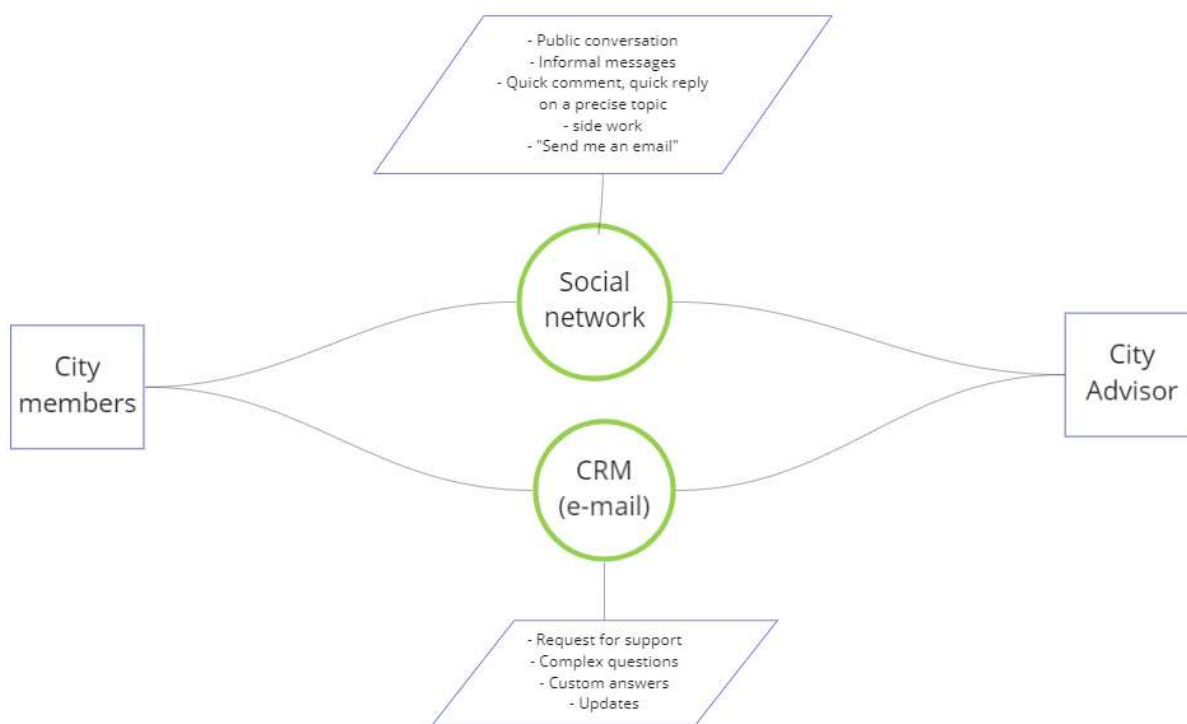 - Public conversation
- Informal messages
- Quick comment, quick reply
on a precise topic
- side work
- "Send me an email"
Social
network
City
members
City
Advisor
CRM
(e-mail)
- Request for support
- Complex questions
- Custom answers
- Updates